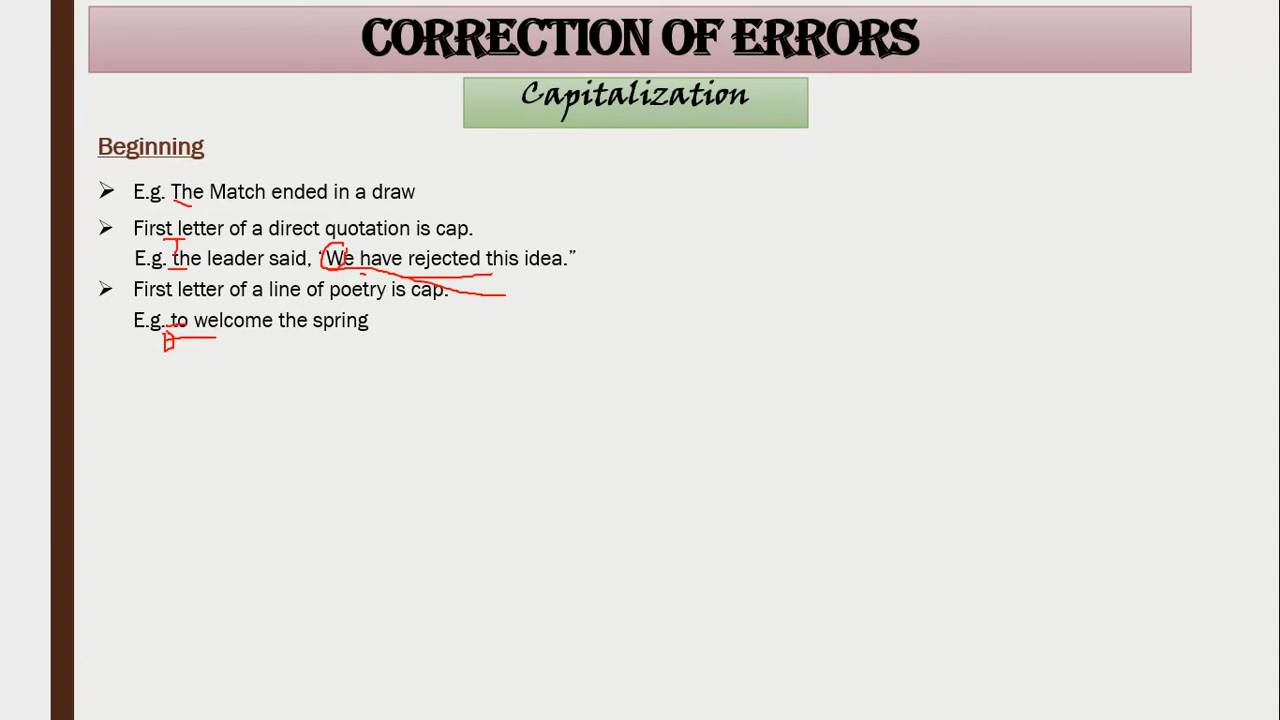 CORRECTION OF ERRORS
Capitalization
Beginning
E.g. The Match ended in a draw
First letter of a direct quotation is cap.
T
E.g. the leader said, “We have rejected this idea.”
First letter of a line of poetry is cap.
E.g. to welcome the spring